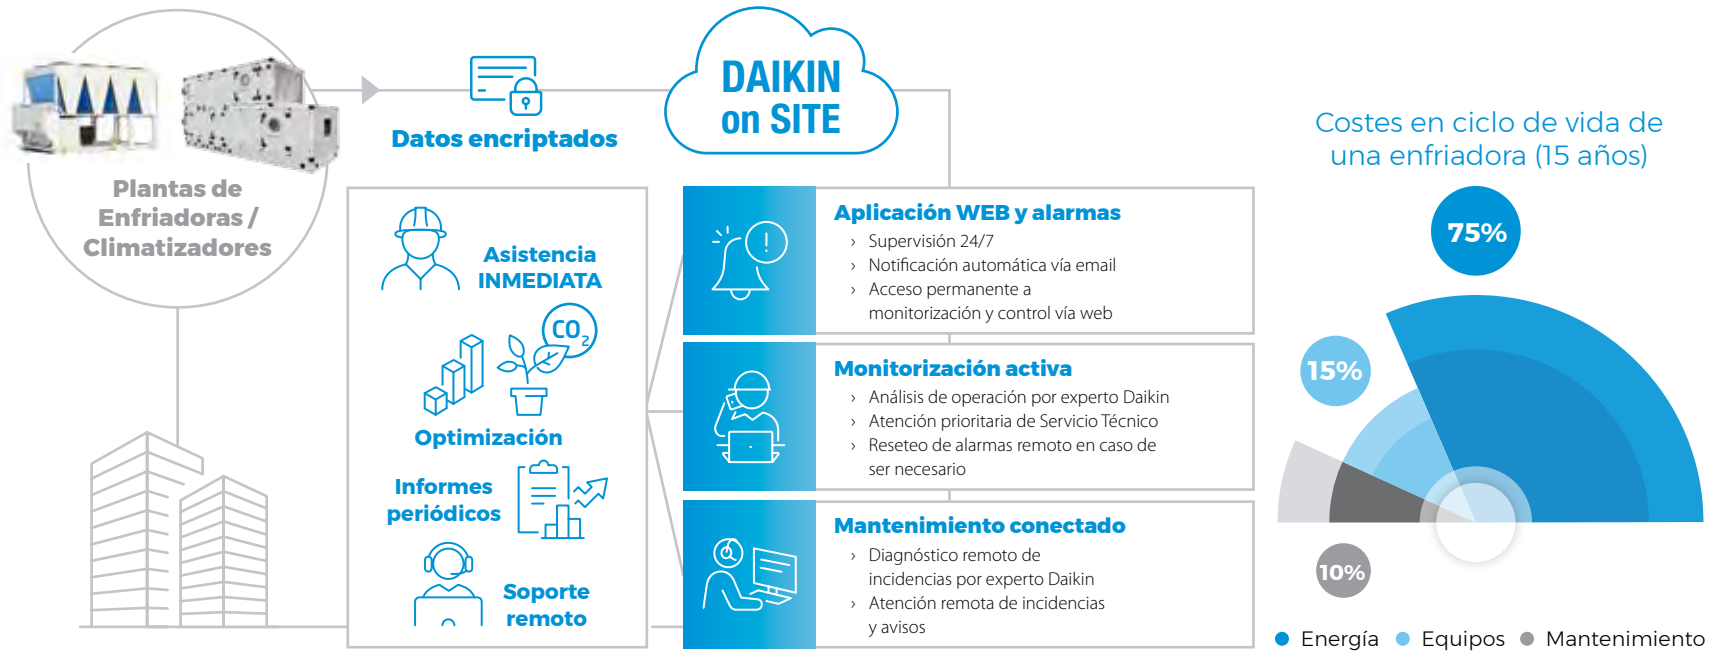 Plantas de
Enfriadoras /
Climatizadores
Datos encriptados
DAIKIN
on SITE
Asistencia
INMEDIATA
CO2
Optimización
Informes
periódicos
Soporte
remoto
Aplicación WEB y alarmas
› Supervisión 24/7
› Notificación automática vía email
› Acceso permanente a
monitorización y control vía web
Monitorización activa
› Análisis de operación por experto Daikin
› Atención prioritaria de Servicio Técnico
› Reseteo de alarmas remoto en caso de
ser necesario
Mantenimiento conectado
› Diagnóstico remoto de
incidencias por experto Daikin
› Atención remota de incidencias
y avisos
Costes en ciclo de vida de
una enfriadora (15 años)
75%
15%
10%
Energía Equipos Mantenimiento